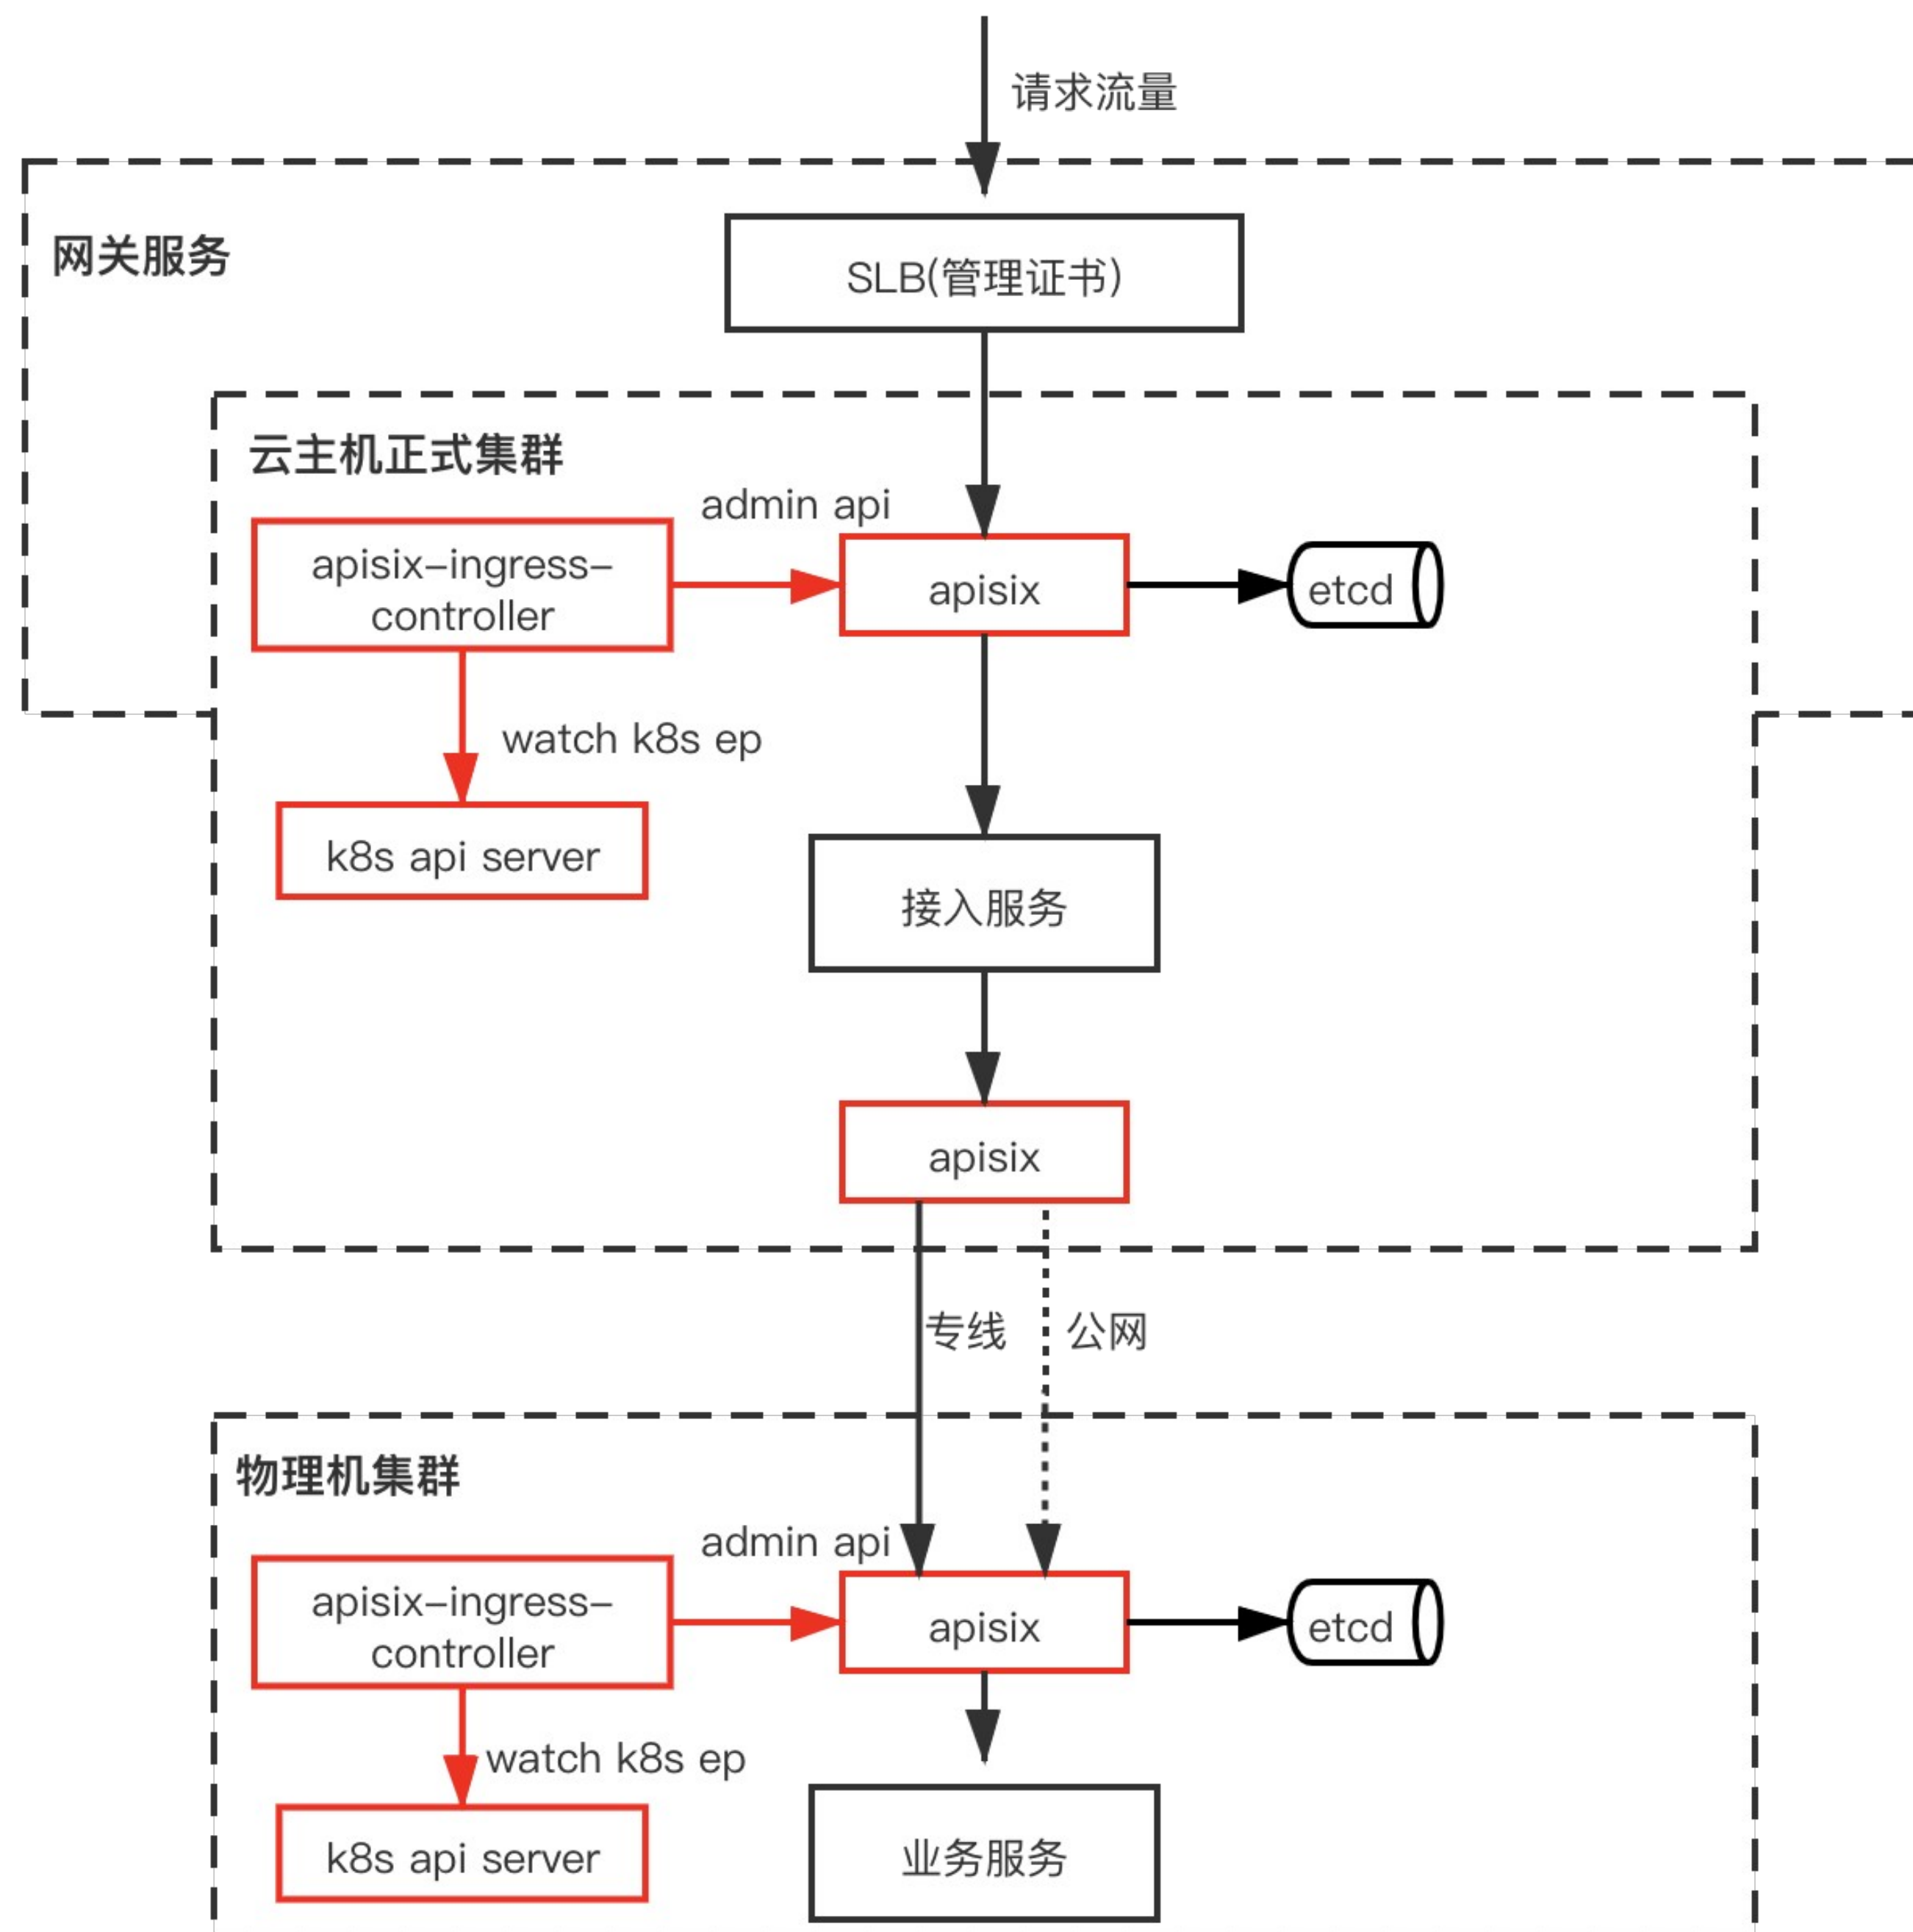 请求流量
网关服务
SLB(管理证书)
云主机正式集群
admin api
apisix-ingress-
controller
apisix
etcd
watch k8s ep
k8s api server
接入服务
apisix
专线
公网
物理机集群
admin api
apisix-ingress-
controller
apisix
etcd
watch k8s ep
k8s api server
业务服务